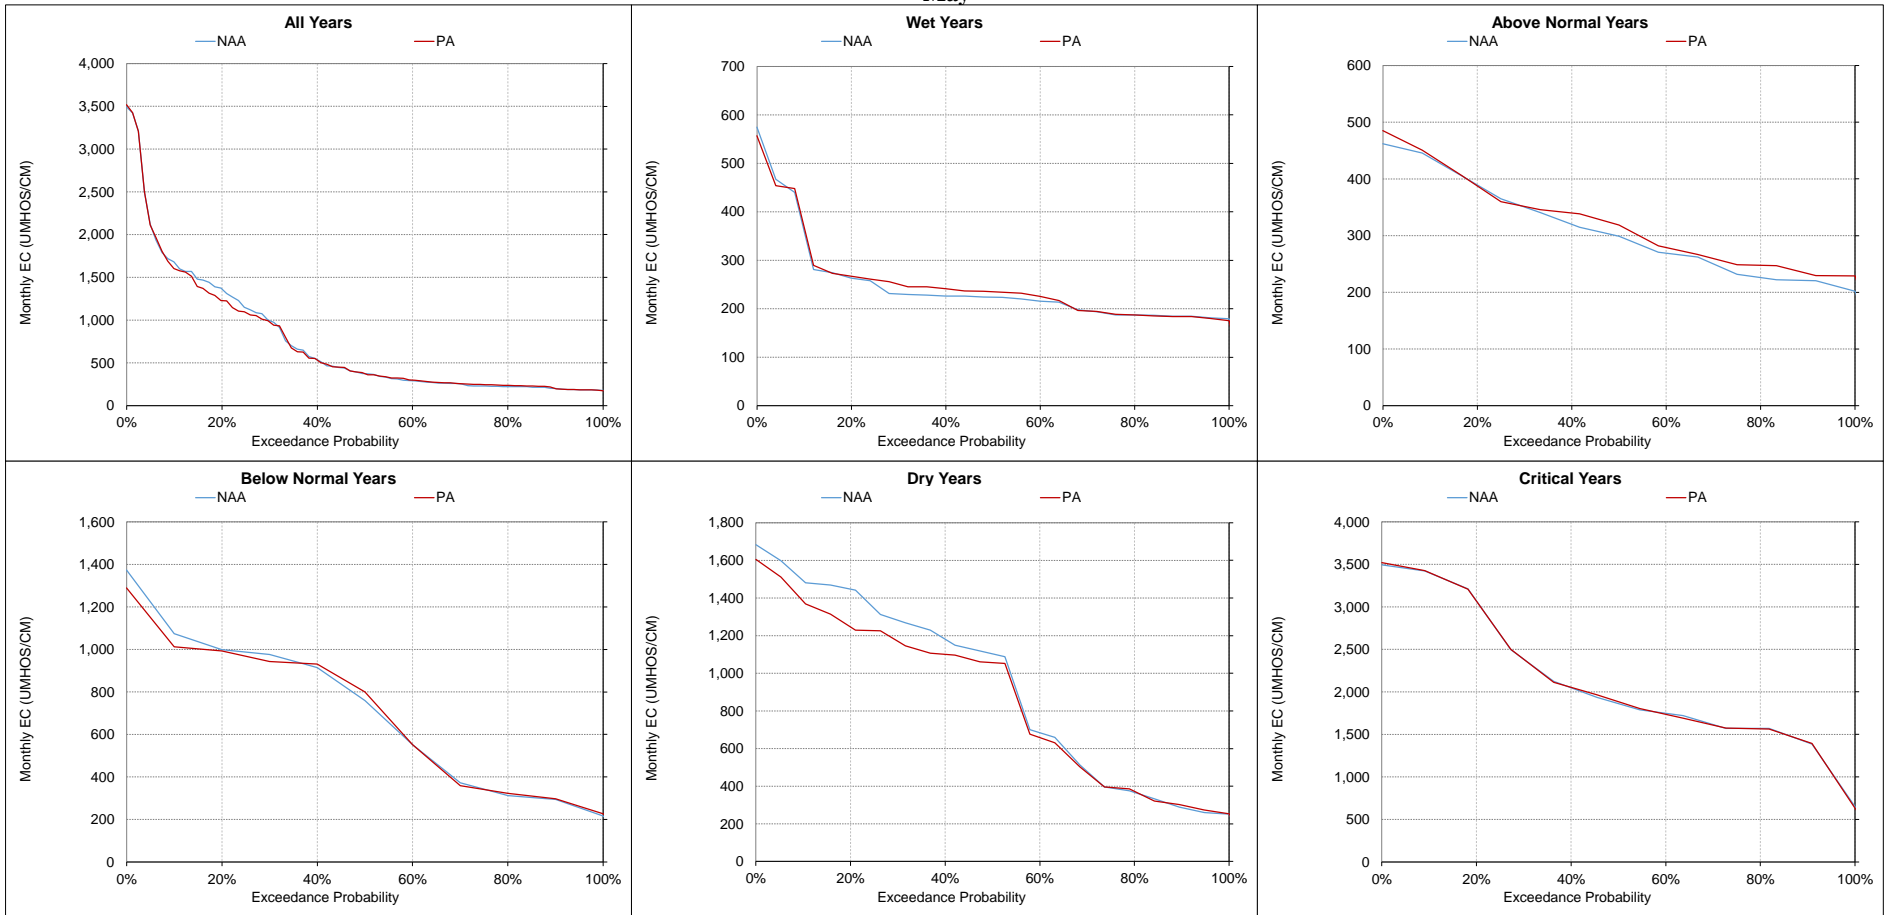 All Years
NAA PA
4,000
3,500
3,000
2,500
2,000
1,500
1,000
500
0
Monthly EC (UMHOS/CM)
0% 20% 40% 60% 80% 100%
Exceedance Probability
Wet Years
NAA PA
700
600
500
400
300
200
100
0
Monthly EC (UMHOS/CM)
0% 20% 40% 60% 80% 100%
Exceedance Probability
Above Normal Years
NAA PA
600
500
400
300
200
100
0
Monthly EC (UMHOS/CM)
0% 20% 40% 60% 80% 100%
Exceedance Probability
Below Normal Years
NAA PA
1,600
1,400
1,200
1,000
800
600
400
200
0
Monthly EC (UMHOS/CM)
0% 20% 40% 60% 80% 100%
Exceedance Probability
Dry Years
NAA PA
1,800
1,600
1,400
1,200
1,000
800
600
400
200
0
Monthly EC (UMHOS/CM)
0% 20% 40% 60% 80% 100%
Exceedance Probability
Critical Years
NAA PA
4,000
3,500
3,000
2,500
2,000
1,500
1,000
500
0
Monthly EC (UMHOS/CM)
0% 20% 40% 60% 80% 100%
Exceedance Probability